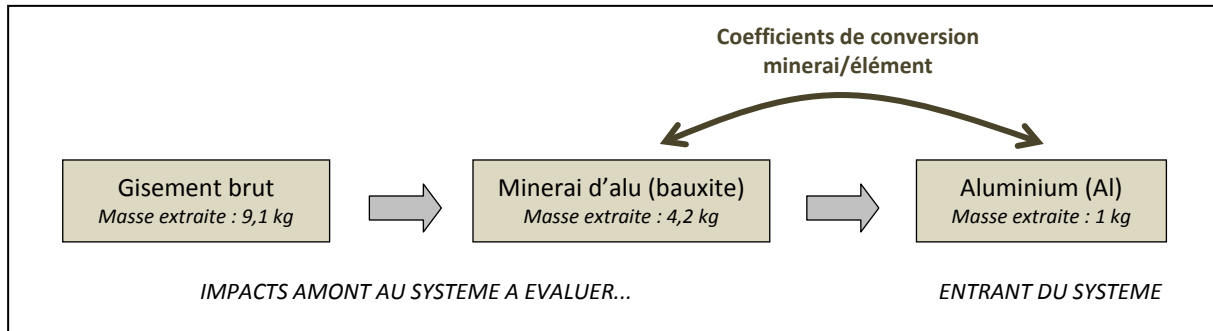 Coefficients de conversion
minerai/élément
Gisement brut
Masse extraite : 9,1 kg
Minerai d’alu (bauxite)
Masse extraite : 4,2 kg
Aluminium (Al)
Masse extraite : 1 kg
IMPACTS AMONT AU SYSTEME A EVALUER...
ENTRANT DU SYSTEME